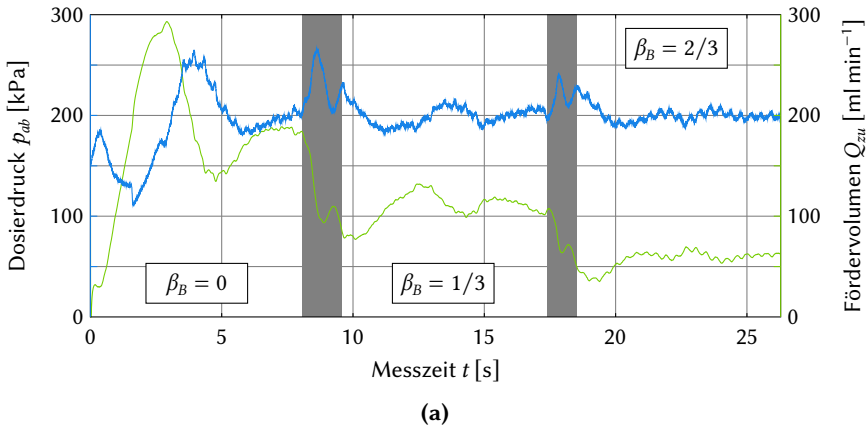 300
200
100
0
Dosierdruck p_ab [kPa]
β_B = 2/3
β_B = 0
β_B = 1/3
300
200
100
0
Fördervolumen Q_zu [ml min⁻¹]
0 5 10 15 20 25
Messzeit t [s]
(a)